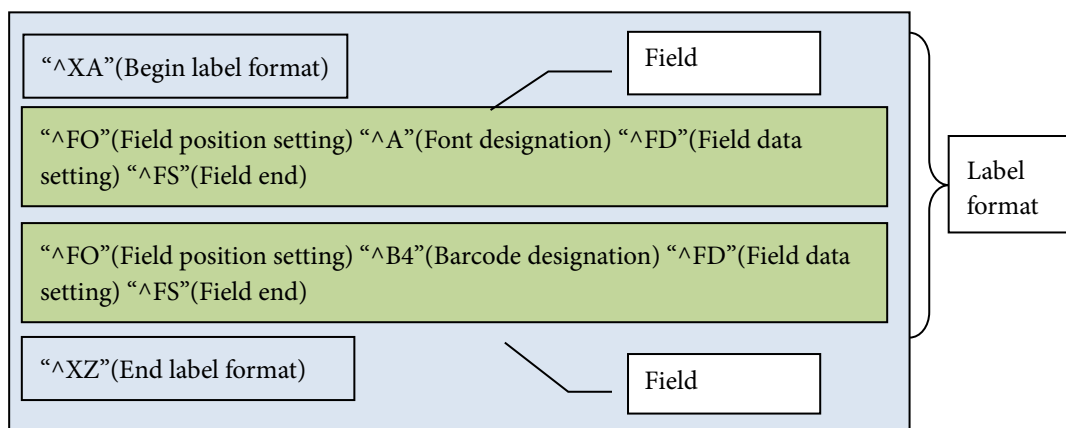 “^XA”(Begin label format)
Field
“^FO”(Field position setting) “^A”(Font designation) “^FD”(Field data
setting) “^FS”(Field end)
“^FO”(Field position setting) “^B4”(Barcode designation) “^FD”(Field data
setting) “^FS”(Field end)
Label
format
“^XZ”(End label format)
Field